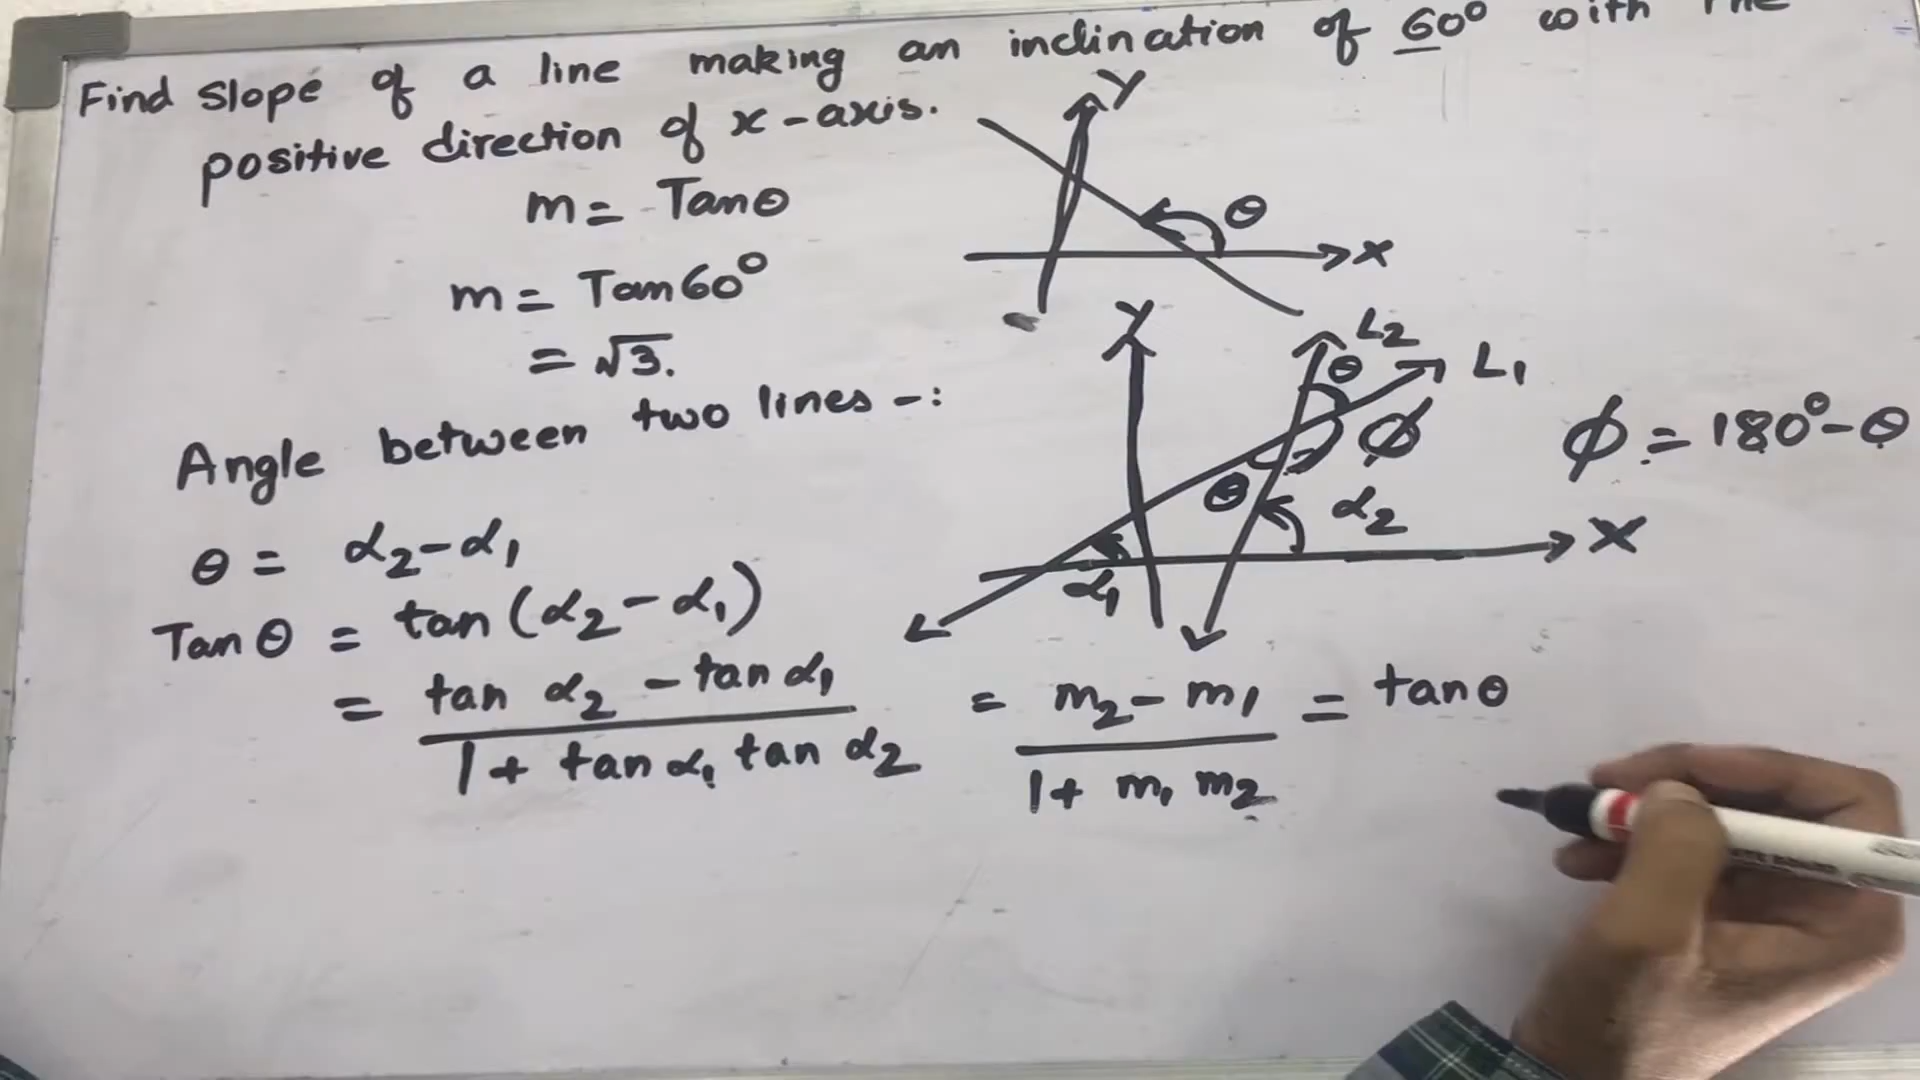 Find slope of a line making an inclination of 60° with the
positive direction of x-axis.
m = Tanθ
m = Tan60°
= √3.
Y
θ
X
Angle between two lines -:
Y
L2
θ
L1
ϕ
θ
α2
X
α1
ϕ = 180° - θ
θ = α2 - α1
Tan θ = tan (α2 - α1)
= tan α2 - tan α1 / 1 + tan α1 tan α2 = m2 - m1 / 1 + m1 m2 = tan θ